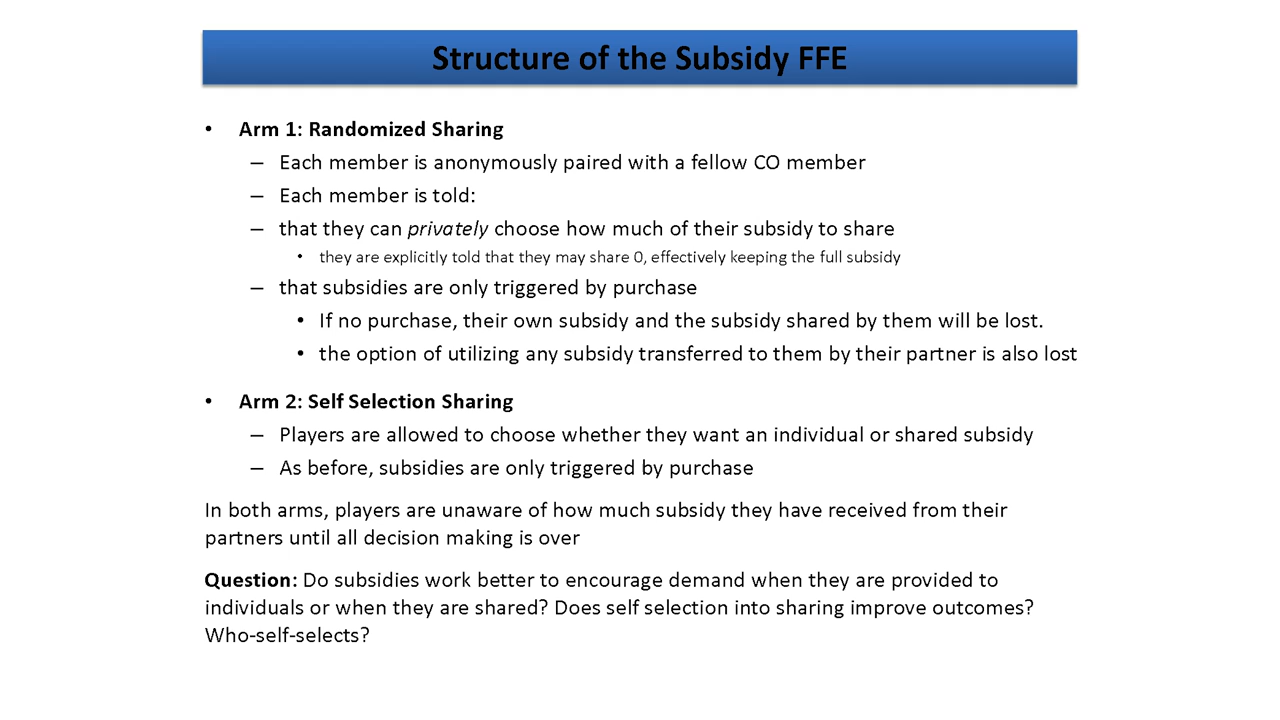 Structure of the Subsidy FFE
• Arm 1: Randomized Sharing
– Each member is anonymously paired with a fellow CO member
– Each member is told:
– that they can privately choose how much of their subsidy to share
• they are explicitly told that they may share 0, effectively keeping the full subsidy
– that subsidies are only triggered by purchase
• If no purchase, their own subsidy and the subsidy shared by them will be lost.
• the option of utilizing any subsidy transferred to them by their partner is also lost
• Arm 2: Self Selection Sharing
– Players are allowed to choose whether they want an individual or shared subsidy
– As before, subsidies are only triggered by purchase
In both arms, players are unaware of how much subsidy they have received from their
partners until all decision making is over
Question: Do subsidies work better to encourage demand when they are provided to
individuals or when they are shared? Does self selection into sharing improve outcomes?
Who-self-selects?